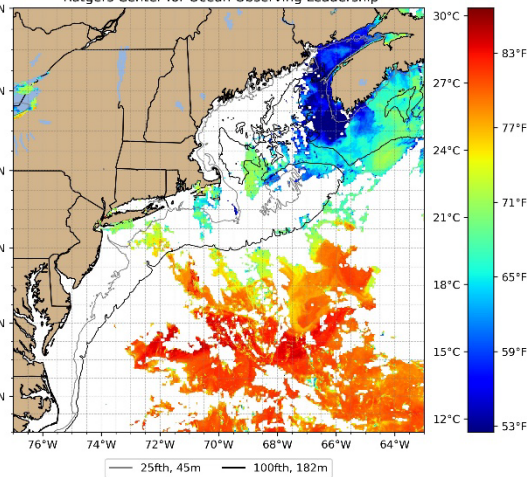 Rutgers Center for Ocean Observing Leadership
N
N
N
N
N
N
30°C
27°C
24°C
21°C
18°C
15°C
12°C
83°F
77°F
71°F
65°F
59°F
53°F
76°W 74°W 72°W 70°W 68°W 66°W 64°W
25fth, 45m 100fth, 182m